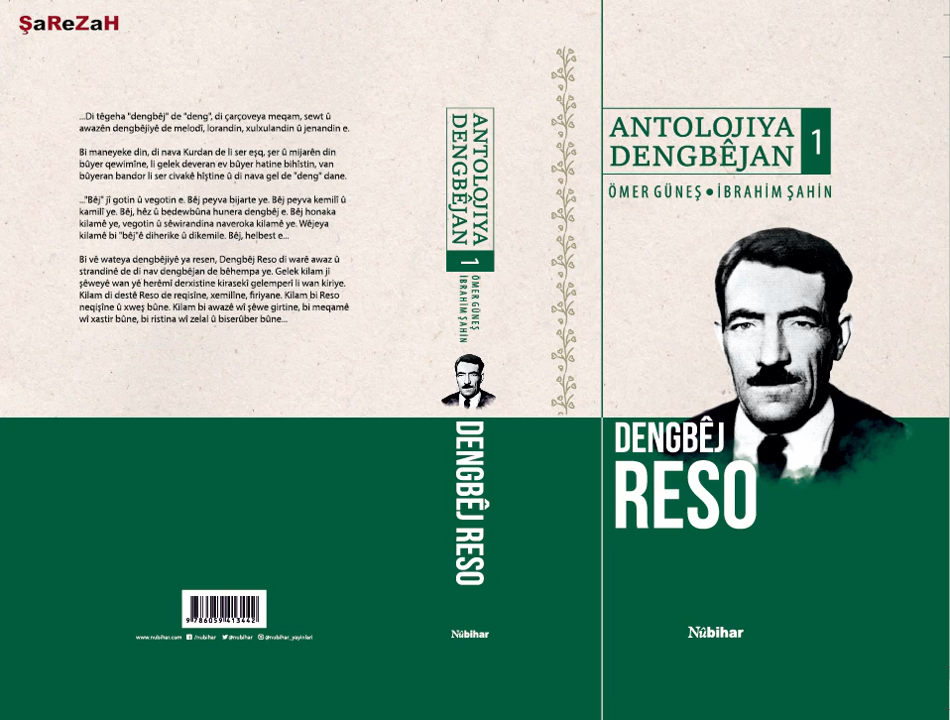 ŞaReZaH
...Di têgeha "dengbêj" de "deng", di çarçoveya meqam, sewt û
awazên dengbêjiyê de melodî, lorandin, xulxulandin û jenandin e.
Bi maneyeke din, di nava Kurdan de li ser eşq, şer û mijarên din
bûyer qewimîne, li gelek deveran ev bûyer hatine bihîstin, van
bûyeran bandor li ser civakê hîştine û di nava gel de "deng" dane.
..."Bêj" jî gotin û vegotin e. Bêj peyva bijarte ye. Bêj peyva kemilî û
kamilî ye. Bêj, hêz û bedewbûna hunera dengbêj e. Bêj honaka
kilamê ye, vegotin û sêwirandina naveroka kilamê ye. Wêjeya
kilamê bi "bêj"ê diherike û dikemile. Bêj, helbest e...
Bi vê wateya dengbêjiyê ya resen, Dengbêj Reso di warê awaz û
strandinê de di nav dengbêjan de bêhempa ye. Gelek kilam ji
şêweyê wan yê herêmî derxistine kirasekî gelemperî li wan kiriye.
Kilam di destê Reso de reqisîne, xemilîne, firiyane. Kilam bi Reso
neqişîne û xweş bûne. Kilam bi awazê wî şêwe girtine, bi meqamê
wî xastir bûne, bi ristina wî zelal û biserûber bûne...
9 786059 413442
www.nubihar.com /nubihar @nubihar @nubihar_yayinlari
ANTOLOJIYA
DENGBÊJAN
1
ÖMER GÜNEŞ
İBRAHİM ŞAHİN
DENGBÊJ RESO
Nûbihar
ANTOLOJIYA
DENGBÊJAN
1
ÖMER GÜNEŞ • İBRAHİM ŞAHİN
DENGBÊJ
RESO
Nûbihar